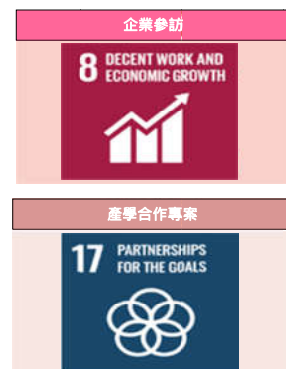 企業參訪
8 DECENT WORK AND
ECONOMIC GROWTH
產學合作專案
17 PARTNERSHIPS
FOR THE GOALS